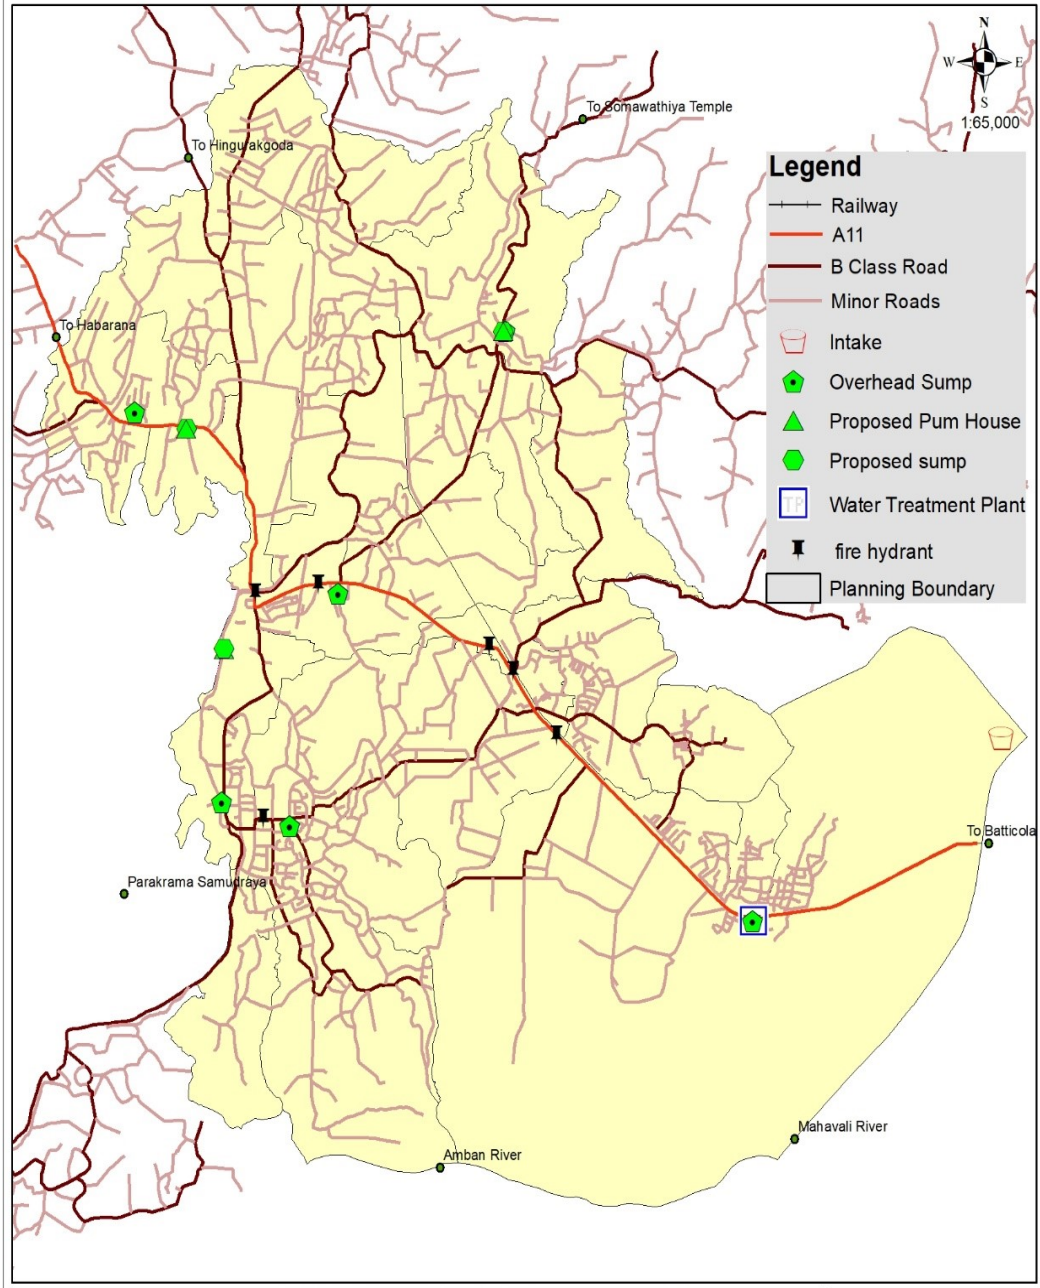 N
W E
S
1:65,000
To Somawathiya Temple
To Hingurakgoda
To Habarana
Legend
Railway
A11
B Class Road
Minor Roads
Intake
Overhead Sump
Proposed Pum House
Proposed sump
TP Water Treatment Plant
fire hydrant
Planning Boundary
To Batticola
Parakrama Samudraya
Mahavali River
Amban River